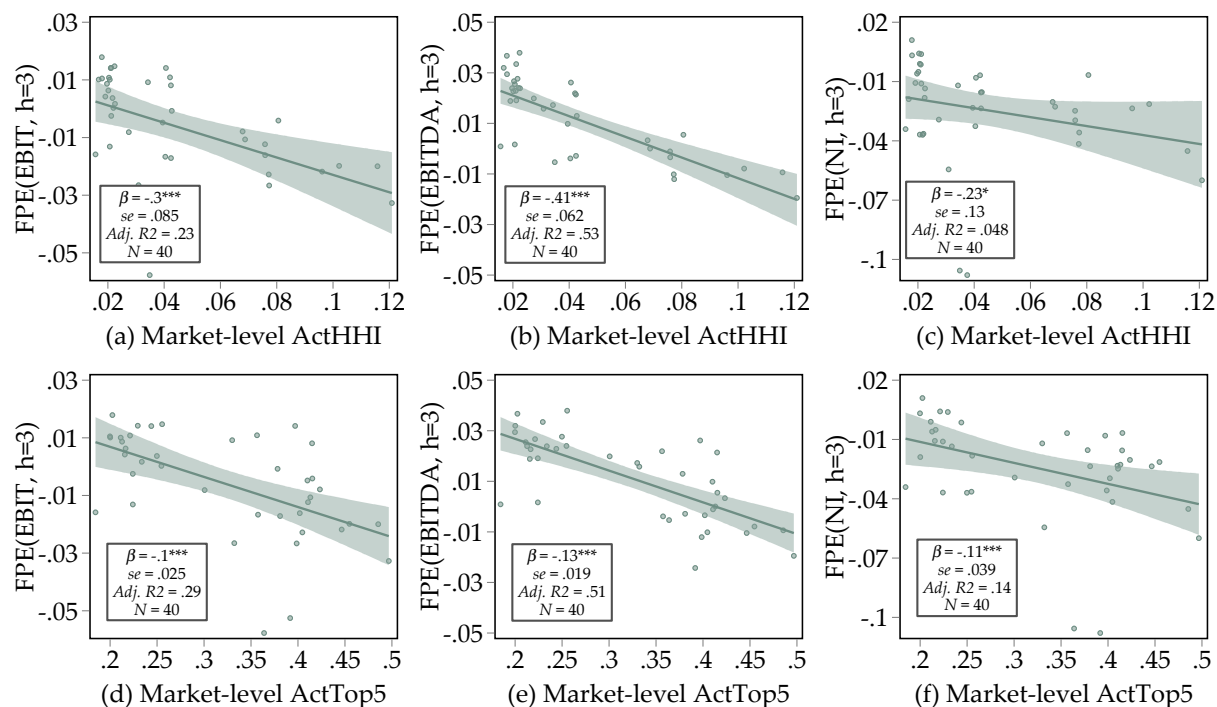 .03
.01
-.01
-.03
-.05
FPE(EBIT, h=3)
β = -.3***
se = .085
Adj. R2 = .23
N = 40
.02 .04 .06 .08 .1 .12
(a) Market-level ActHHI
.05
.03
.01
-.01
-.03
-.05
FPE(EBITDA, h=3)
β = -.41***
se = .062
Adj. R2 = .53
N = 40
.02 .04 .06 .08 .1 .12
(b) Market-level ActHHI
.02
-.01
-.04
-.07
-.1
FPE(NI, h=3)
β = -.23*
se = .13
Adj. R2 = .048
N = 40
.02 .04 .06 .08 .1 .12
(c) Market-level ActHHI
.03
.01
-.01
-.03
-.05
FPE(EBIT, h=3)
β = -.1***
se = .025
Adj. R2 = .29
N = 40
.2 .25 .3 .35 .4 .45 .5
(d) Market-level ActTop5
.05
.03
.01
-.01
-.03
-.05
FPE(EBITDA, h=3)
β = -.13***
se = .019
Adj. R2 = .51
N = 40
.2 .25 .3 .35 .4 .45 .5
(e) Market-level ActTop5
.02
-.01
-.04
-.07
-.1
FPE(NI, h=3)
β = -.11***
se = .039
Adj. R2 = .14
N = 40
.2 .25 .3 .35 .4 .45 .5
(f) Market-level ActTop5